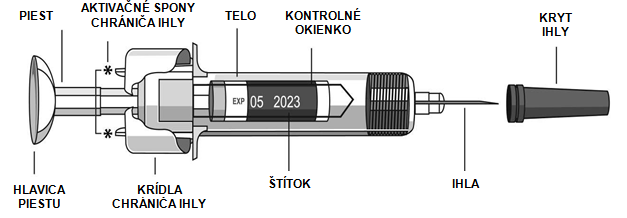 PIEST
AKTIVAČNÉ SPONY
CHRÁNIČA IHLY
TELO
KONTROLNÉ
OKIENKO
KRYT
IHLY
*
*
EXP 05 2023
HLAVICA
PIESTU
KRÍDLA
CHRÁNIČA IHLY
ŠTÍTOK
IHLA